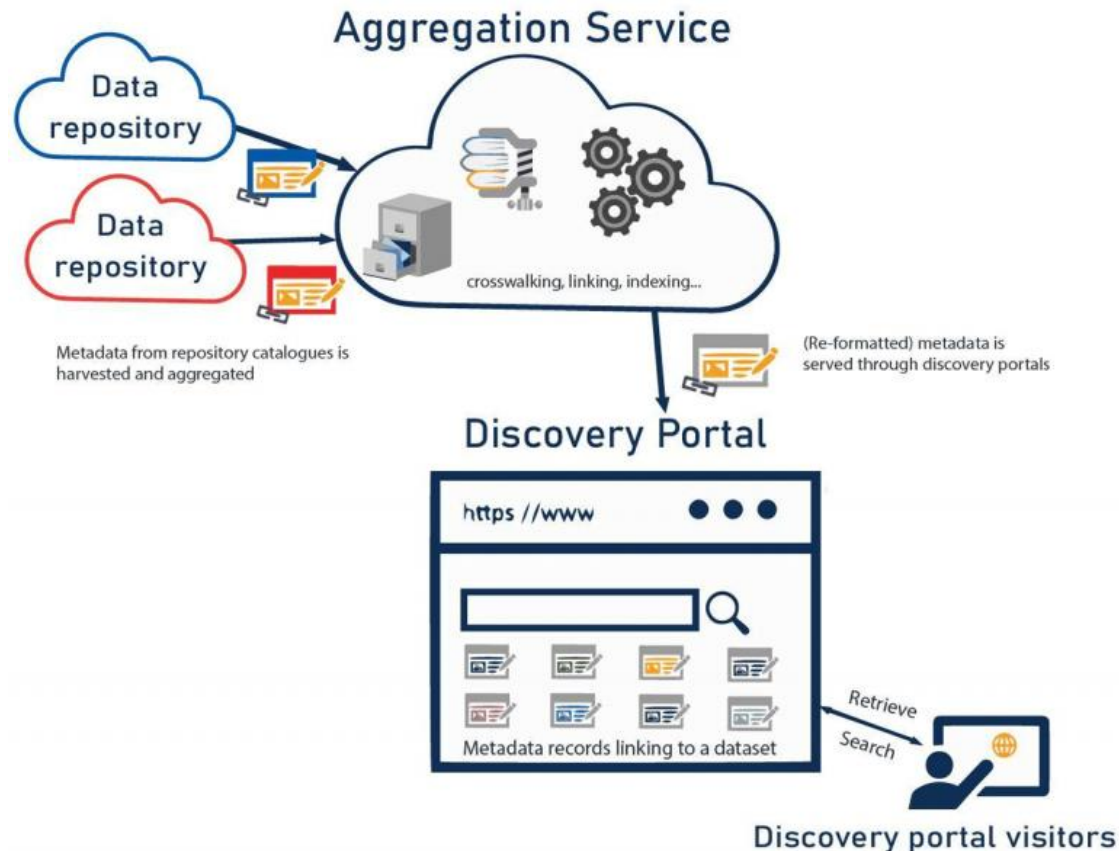 Aggregation Service
Data
repository
Data
repository
crosswalking, linking, indexing...
Metadata from repository catalogues is
harvested and aggregated
(Re-formatted) metadata is
served through discovery portals
Discovery Portal
https //www
Metadata records linking to a dataset
Retrieve
Search
Discovery portal visitors